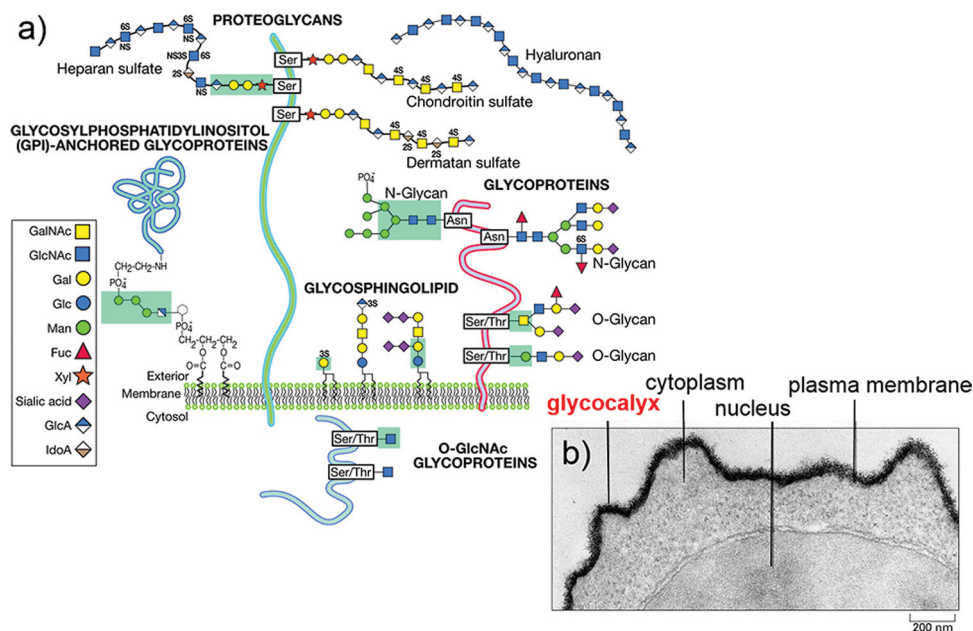 a)
PROTEOGLYCANS
6S
6S
NS
NS
NS3S
6S
2S
NS
Heparan sulfate
Ser
Ser
Ser
4S
4S
4S
Chondroitin sulfate
Hyaluronan
4S
4S
4S
2S
2S
Dermatan sulfate
GLYCOSYLPHOSPHATIDYLINOSITOL
(GPI)-ANCHORED GLYCOPROTEINS
GalNAc
GlcNAc
Gal
Glc
Man
Fuc
Xyl
Sialic acid
GlcA
IdoA
CH₂-CH₂-NH
PO₄⁻
PO₄⁻
CH₂-CH-CH₂
O O
C=O C=O
Exterior
Membrane
Cytosol
PO₄⁻
N-Glycan
GLYCOPROTEINS
Asn
Asn
6S
N-Glycan
GLYCOSPHINGOLIPID
3S
3S
Ser/Thr
O-Glycan
Ser/Thr
O-Glycan
Ser/Thr
Ser/Thr
O-GlcNAc
GLYCOPROTEINS
b)
glycocalyx
cytoplasm
nucleus
plasma membrane
200 nm